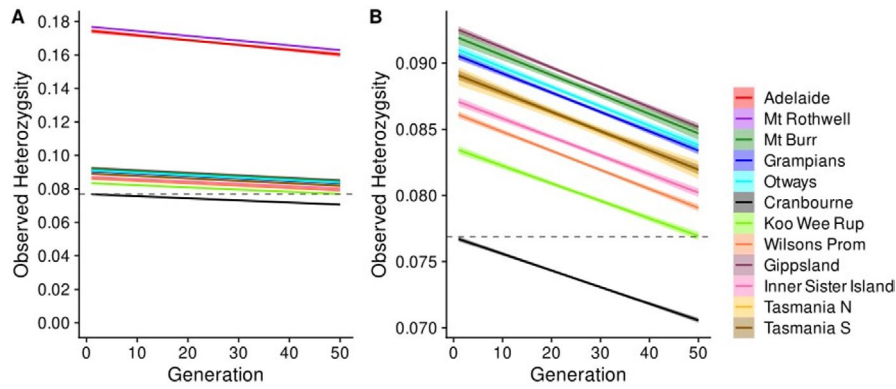 A
Observed Heterozygsity
0.18
0.16
0.14
0.12
0.10
0.08
0.06
0.04
0.02
0.00
0 10 20 30 40 50
Generation
B
Observed Heterozygsity
0.090
0.085
0.080
0.075
0.070
0 10 20 30 40 50
Generation
Adelaide
Mt Rothwell
Mt Burr
Grampians
Otways
Cranbourne
Koo Wee Rup
Wilsons Prom
Gippsland
Inner Sister Island
Tasmania N
Tasmania S